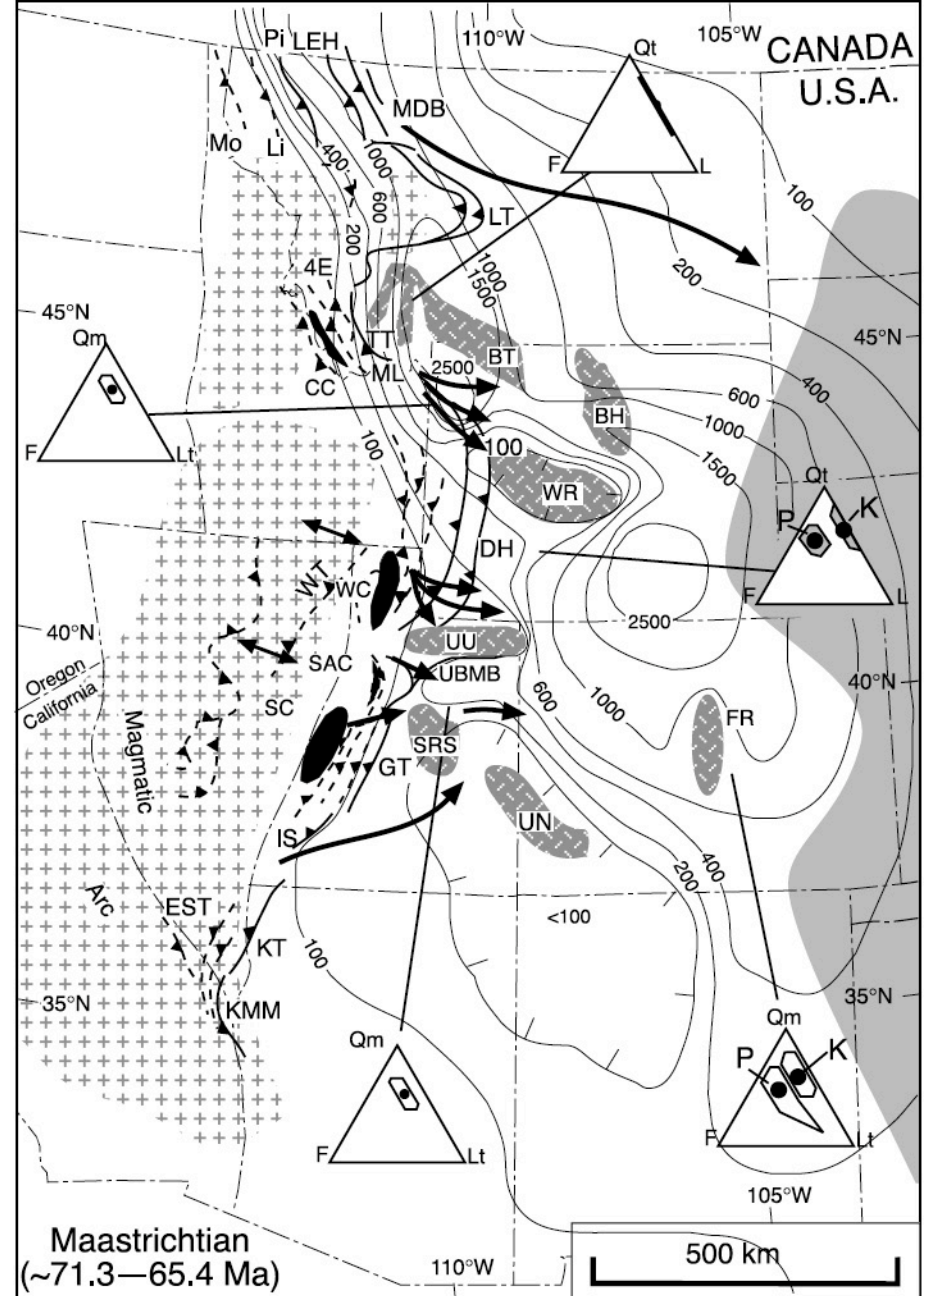 110°W
105°W
CANADA
U.S.A.
Pi
LEH
Qt
F
L
MDB
Mo
Li
400
1000
600
200
LT
100
200
1000
1500
4E
45°N
45°N
Qm
F
Lt
TT
ML
CC
2500
BT
BH
600
400
1000
1500
100
100
WR
Qt
P
K
F
L
DH
WT
WC
2500
40°N
UU
SAC
UBMB
40°N
Oregon
California
SC
600
1000
FR
Magmatic
SRS
GT
UN
IS
200
400
Arc
EST
<100
KT
100
35°N
KMM
35°N
Qm
F
Lt
Qm
P
K
F
Lt
105°W
Maastrichtian
(~71.3—65.4 Ma)
110°W
500 km